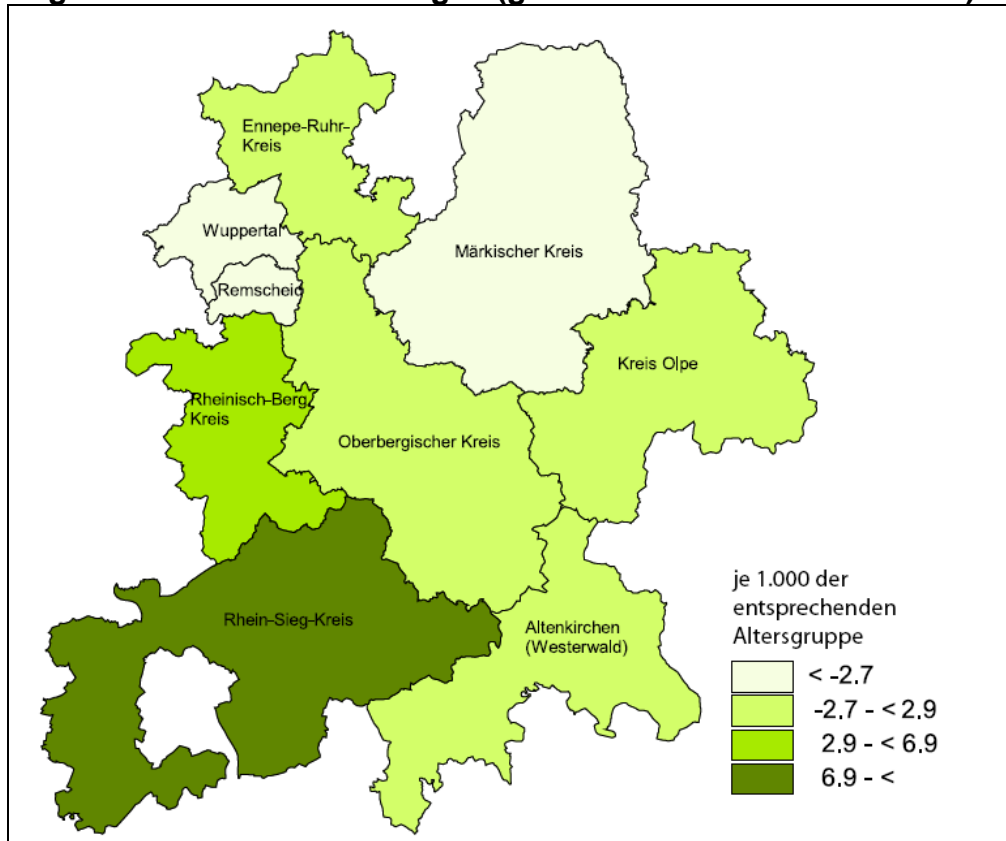 Ennepe-Ruhr-
Kreis
Wuppertal
Märkischer Kreis
Remscheid
Kreis Olpe
Rheinisch-Berg.
Kreis
Oberbergischer Kreis
Rhein-Sieg-Kreis
Altenkirchen
(Westerwald)
je 1.000 der
entsprechenden
Altersgruppe
< -2.7
-2.7 - < 2.9
2.9 - < 6.9
6.9 - <